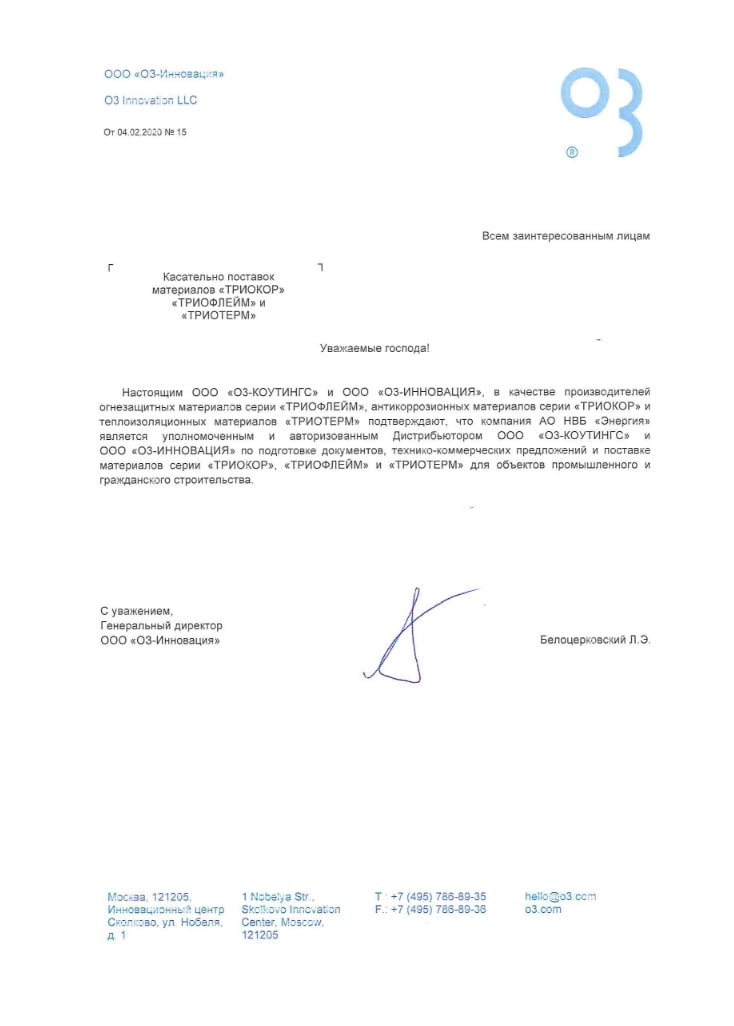 ООО «О3-Инновация»
O3 Innovation LLC
От 04.02.2020 № 15
О3
®
Всем заинтересованным лицам
Касательно поставок
материалов «ТРИОКОР»
«ТРИОФЛЕЙМ» и
«ТРИОТЕРМ»
Уважаемые господа!
Настоящим ООО «О3-КОУТИНГС» и ООО «О3-ИННОВАЦИЯ», в качестве производителей
огнезащитных материалов серии «ТРИОФЛЕЙМ», антикоррозионных материалов серии «ТРИОКОР» и
теплоизоляционных материалов «ТРИОТЕРМ» подтверждают, что компания АО НВБ «Энергия»
является уполномоченным и авторизованным Дистрибьютором ООО «О3-КОУТИНГС» и
ООО «О3-ИННОВАЦИЯ» по подготовке документов, технико-коммерческих предложений и поставке
материалов серии «ТРИОКОР», «ТРИОФЛЕЙМ» и «ТРИОТЕРМ» для объектов промышленного и
гражданского строительства.
С уважением,
Генеральный директор
ООО «О3-Инновация»
Белоцерковский Л.Э.
Москва, 121205,
Инновационный центр
Сколково, ул. Нобеля,
д. 1
1 Nobelya Str.,
Skolkovo Innovation
Center, Moscow,
121205
T.: +7 (495) 786-89-35
F.: +7 (495) 786-89-36
hello@o3.com
o3.com